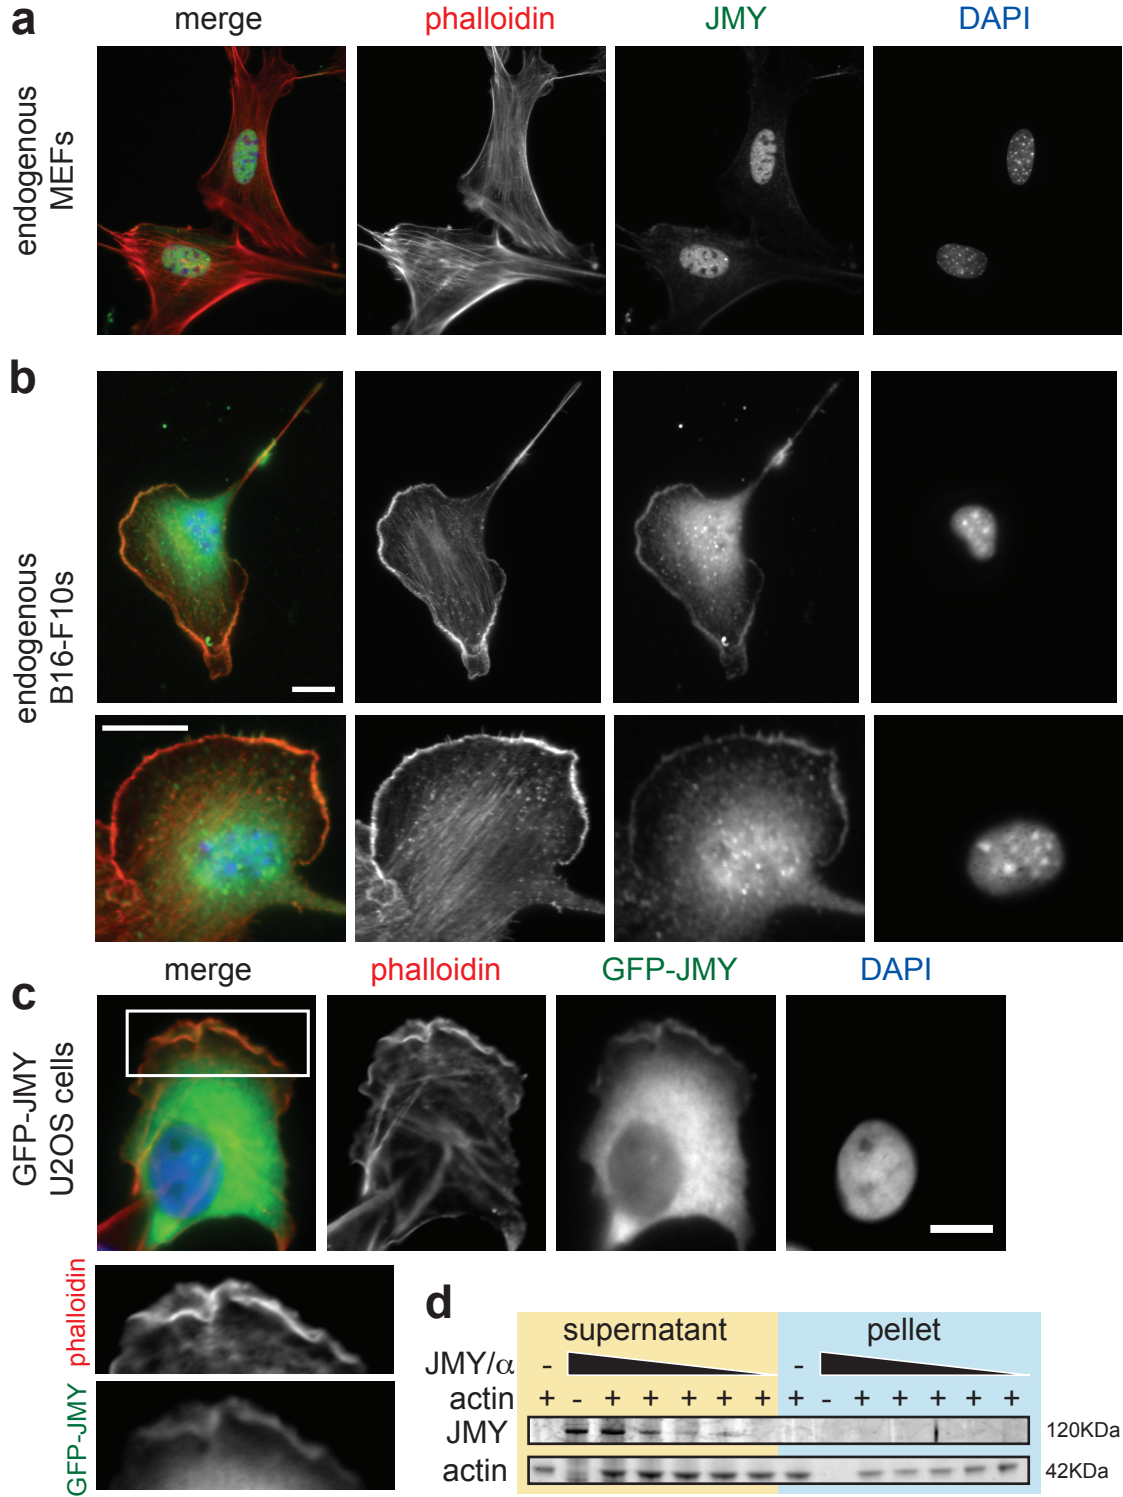 a
merge phalloidin JMY DAPI
endogenous
MEFs
b
endogenous
B16-F10s
merge phalloidin GFP-JMY DAPI
c
GFP-JMY
U2OS cells
phalloidin
GFP-JMY
d
supernatant pellet
JMY/α - -
actin + - + + + + + + - + + + + +
JMY 120KDa
actin 42KDa